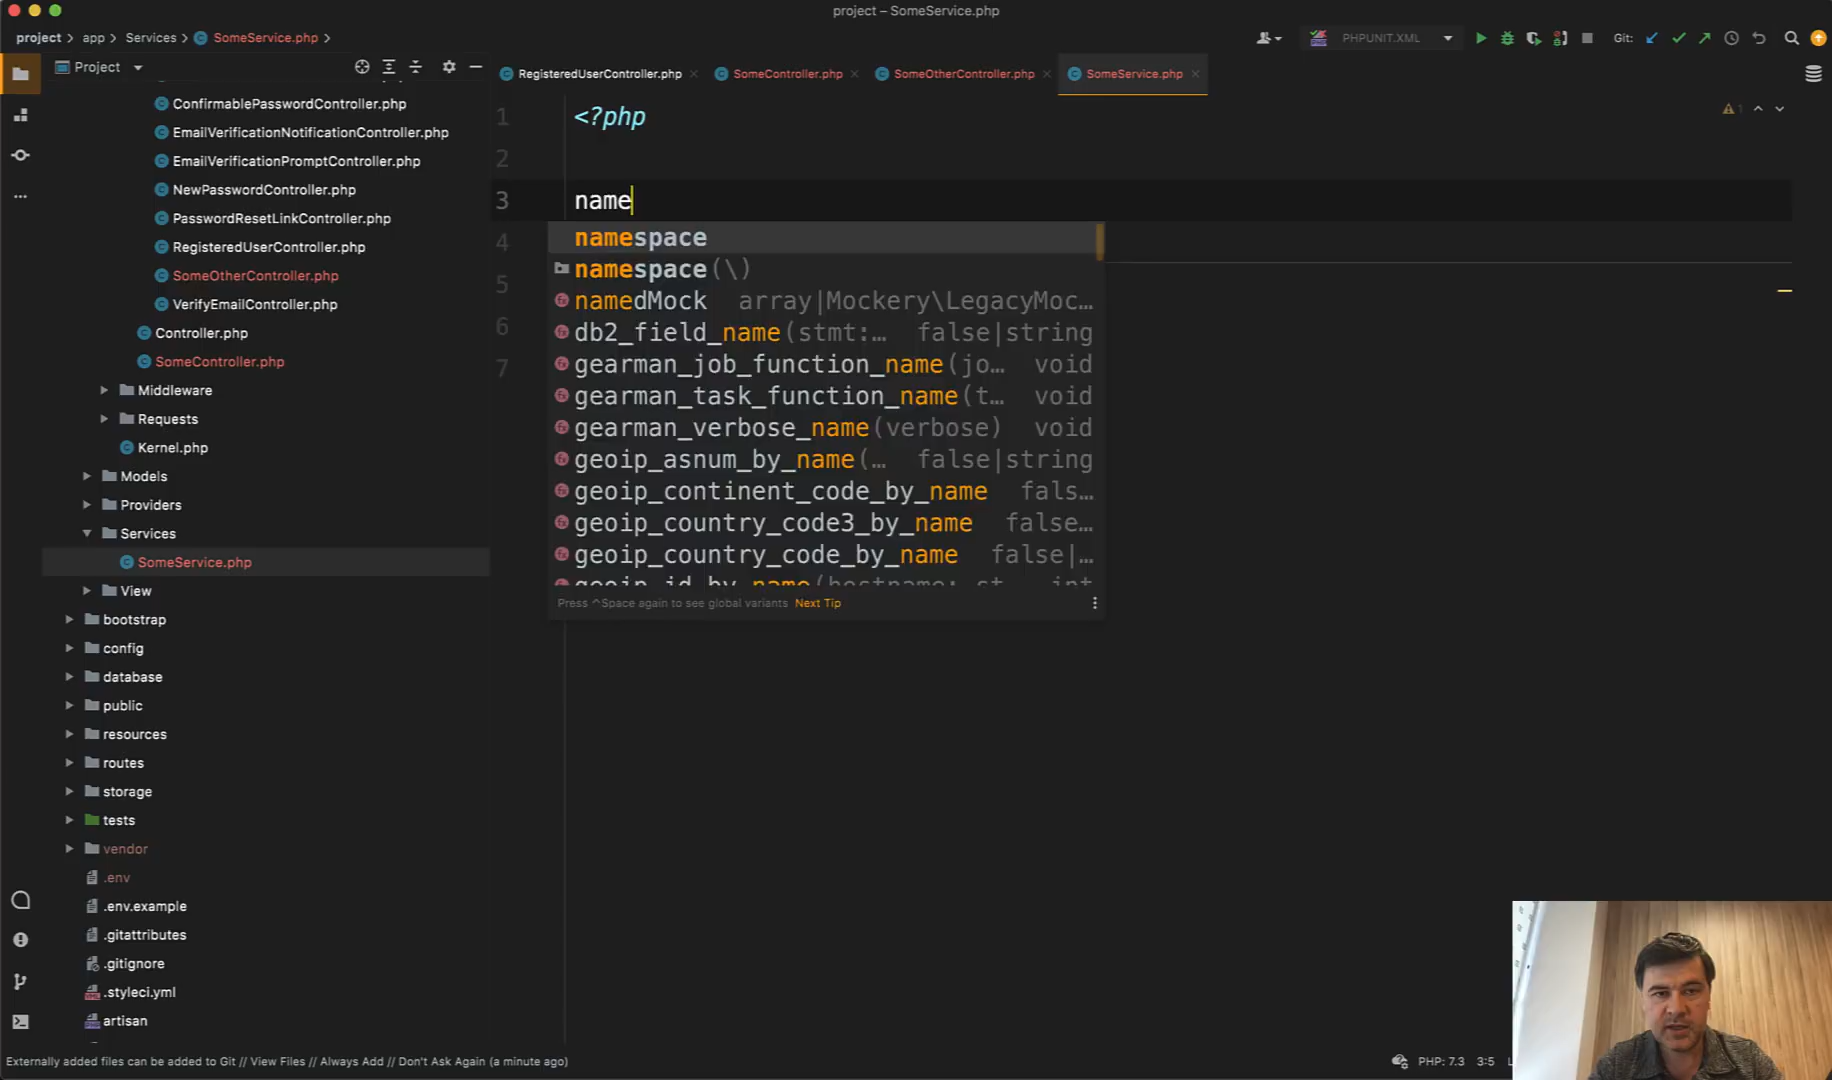 project – SomeService.php
project app Services SomeService.php
PHPUNIT.XML Git:
Project
RegisteredUserController.php SomeController.php SomeOtherController.php SomeService.php
ConfirmablePasswordController.php
EmailVerificationNotificationController.php
EmailVerificationPromptController.php
NewPasswordController.php
PasswordResetLinkController.php
RegisteredUserController.php
SomeOtherController.php
VerifyEmailController.php
Controller.php
SomeController.php
Middleware
Requests
Kernel.php
Models
Providers
Services
SomeService.php
View
bootstrap
config
database
public
resources
routes
storage
tests
vendor
.env
.env.example
.gitattributes
.gitignore
.styleci.yml
artisan
1 <?php
2
3 name
4
5
6
7
1
namespace
namespace(\)
namedMock array|Mockery\LegacyMoc…
db2_field_name(stmt:… false|string
gearman_job_function_name(jo… void
gearman_task_function_name(t… void
gearman_verbose_name(verbose) void
geoip_asnum_by_name(… false|string
geoip_continent_code_by_name fals…
geoip_country_code3_by_name false…
geoip_country_code_by_name false|…
geoip_id_by_name(hostname: st… int
Press ^Space again to see global variants Next Tip
Externally added files can be added to Git // View Files // Always Add // Don't Ask Again (a minute ago)
PHP: 7.3 3:5